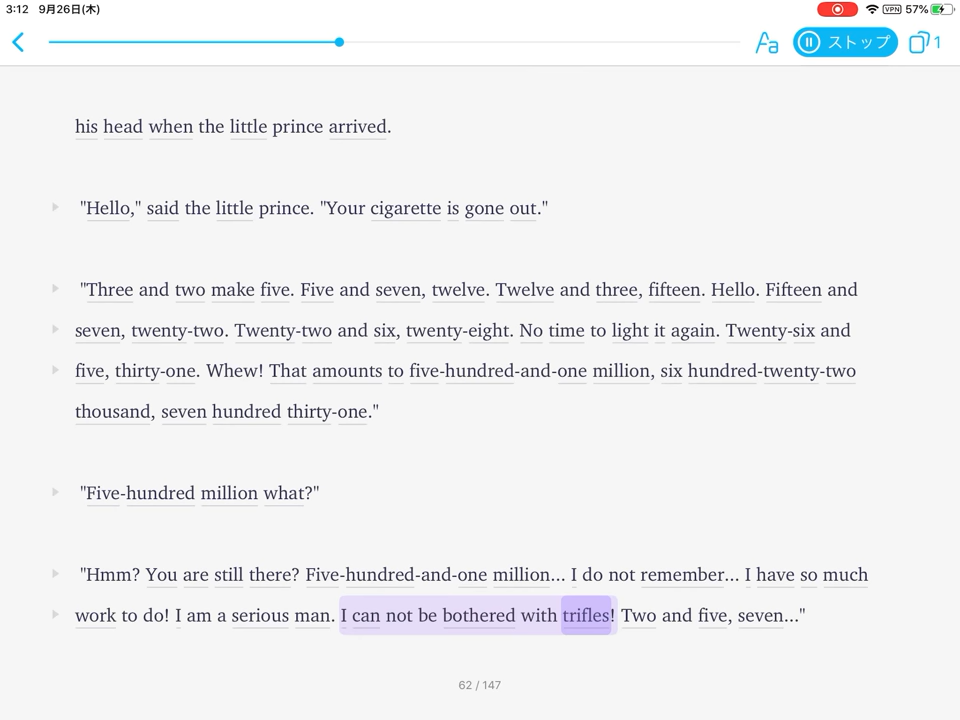 3:12 9月26日(木) VPN 57%
Aa ストップ 1
his head when the little prince arrived.
"Hello," said the little prince. "Your cigarette is gone out."
"Three and two make five. Five and seven, twelve. Twelve and three, fifteen. Hello. Fifteen and
seven, twenty-two. Twenty-two and six, twenty-eight. No time to light it again. Twenty-six and
five, thirty-one. Whew! That amounts to five-hundred-and-one million, six hundred-twenty-two
thousand, seven hundred thirty-one."
"Five-hundred million what?"
"Hmm? You are still there? Five-hundred-and-one million... I do not remember... I have so much
work to do! I am a serious man. I can not be bothered with trifles! Two and five, seven..."
62 / 147